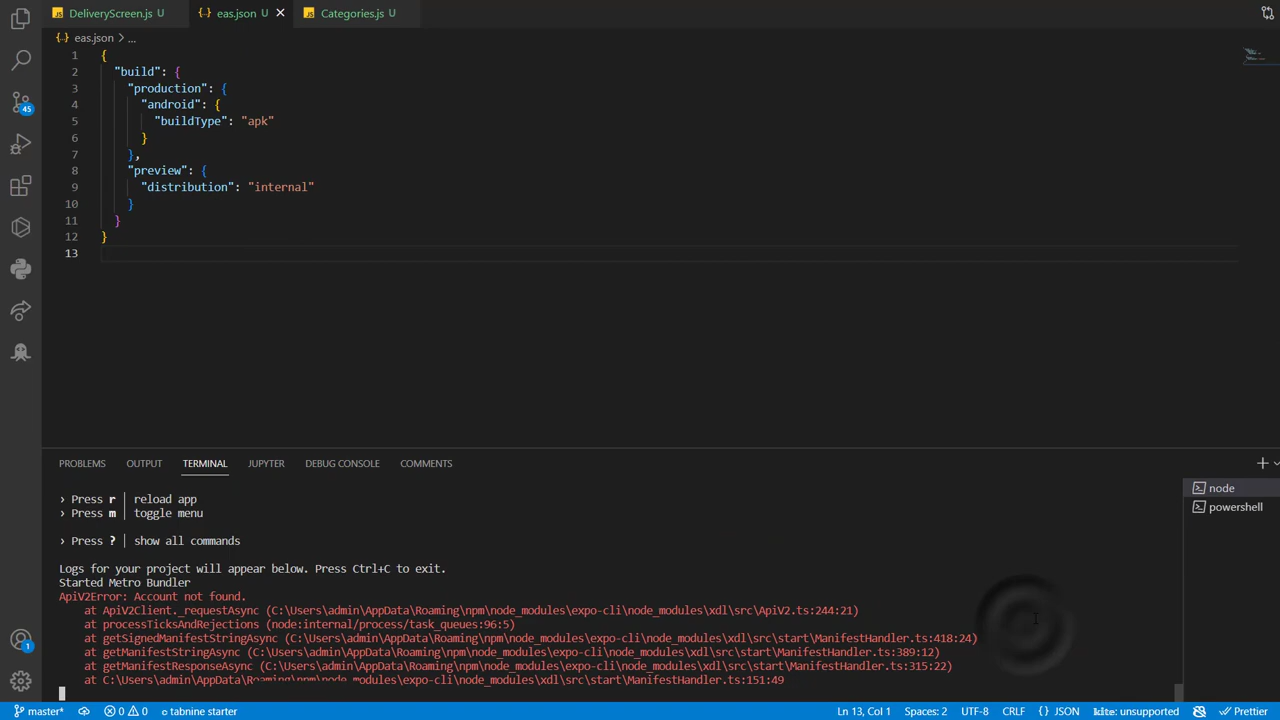 DeliveryScreen.js U
eas.json U
Categories.js U
eas.json > ...
1 {
2 "build": {
3 "production": {
4 "android": {
5 "buildType": "apk"
6 }
7 },
8 "preview": {
9 "distribution": "internal"
10 }
11 }
12 }
13
45
PROBLEMS OUTPUT TERMINAL JUPYTER DEBUG CONSOLE COMMENTS
› Press r │ reload app
› Press m │ toggle menu
› Press ? │ show all commands
Logs for your project will appear below. Press Ctrl+C to exit.
Started Metro Bundler
ApiV2Error: Account not found.
at ApiV2Client._requestAsync (C:\Users\admin\AppData\Roaming\npm\node_modules\expo-cli\node_modules\xdl\src\ApiV2.ts:244:21)
at processTicksAndRejections (node:internal/process/task_queues:96:5)
at getSignedManifestStringAsync (C:\Users\admin\AppData\Roaming\npm\node_modules\expo-cli\node_modules\xdl\src\start\ManifestHandler.ts:418:24)
at getManifestStringAsync (C:\Users\admin\AppData\Roaming\npm\node_modules\expo-cli\node_modules\xdl\src\start\ManifestHandler.ts:389:12)
at getManifestResponseAsync (C:\Users\admin\AppData\Roaming\npm\node_modules\expo-cli\node_modules\xdl\src\start\ManifestHandler.ts:315:22)
at C:\Users\admin\AppData\Roaming\npm\node_modules\expo-cli\node_modules\xdl\src\start\ManifestHandler.ts:151:49
node
powershell
1
master* 0 0 tabnine starter Ln 13, Col 1 Spaces: 2 UTF-8 CRLF {} JSON kite: unsupported Prettier